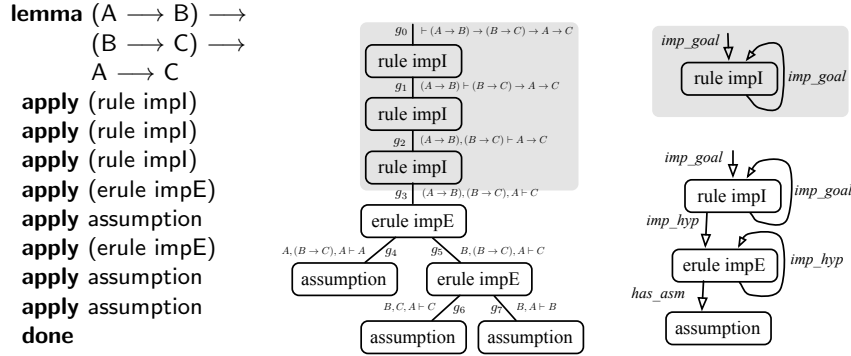 lemma (A ⟶ B) ⟶
(B ⟶ C) ⟶
A ⟶ C
apply (rule impI)
apply (rule impI)
apply (rule impI)
apply (erule impE)
apply assumption
apply (erule impE)
apply assumption
apply assumption
done
g0 ⊢ (A → B) → (B → C) → A → C
rule impI
g1 (A → B) ⊢ (B → C) → A → C
rule impI
g2 (A → B), (B → C) ⊢ A → C
rule impI
g3 (A → B), (B → C), A ⊢ C
erule impE
A, (B → C), A ⊢ A g4 g5 B, (B → C), A ⊢ C
assumption erule impE
B, C, A ⊢ C g6 g7 B, A ⊢ B
assumption assumption
imp_goal
rule impI imp_goal
imp_goal
rule impI imp_goal
imp_hyp
erule impE imp_hyp
has_asm
assumption